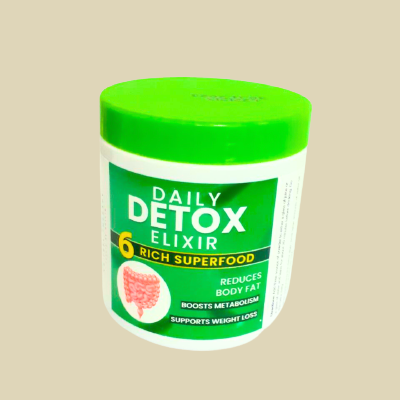 DAILY
DETOX
ELIXIR
6 RICH SUPERFOOD
REDUCES
BODY FAT
BOOSTS METABOLISM
SUPPORTS WEIGHT LOSS